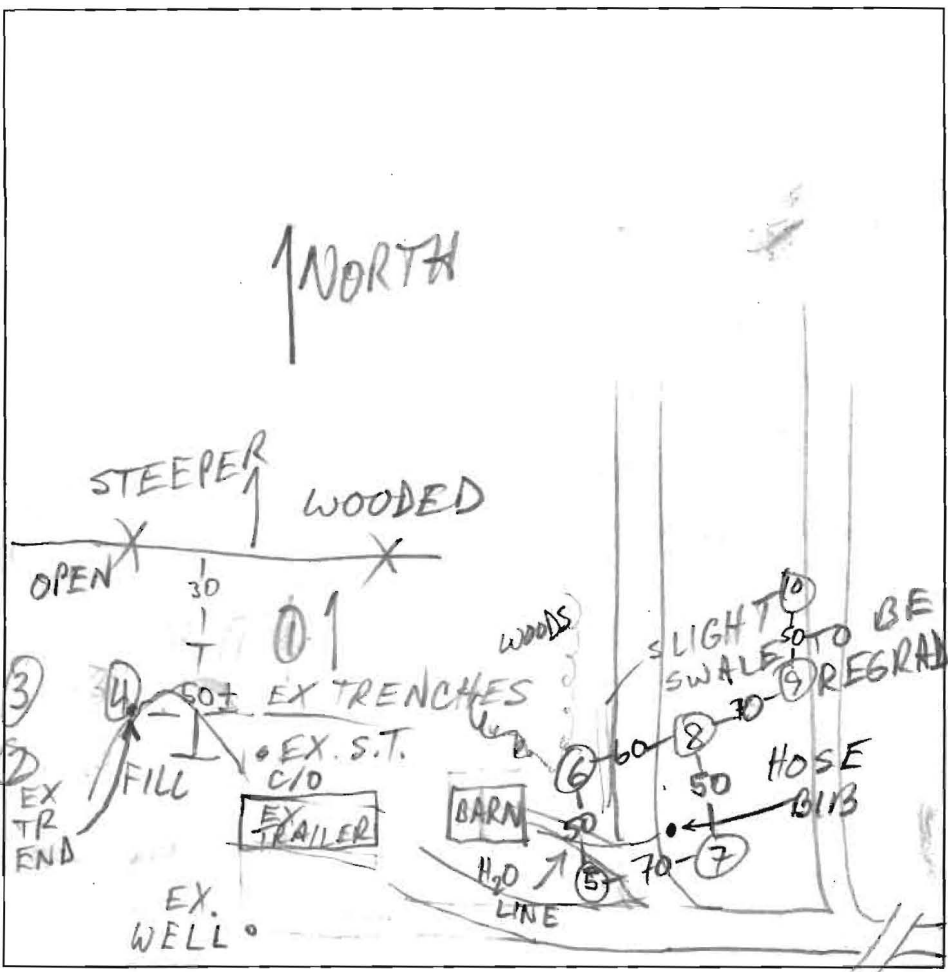 NORTH
STEEPER
WOODED
OPEN
30
1
WOODS
SLIGHT
SWALE
10
50
TO BE
REGRAD
9
70
8
60
6
3
4
50± EX TRENCHES
2
FILL
EX
TR
END
EX. S.T.
C/O
EX
TRAILER
BARN
50
50
HOSE
BIB
H₂O
LINE
5
70
7
EX.
WELL